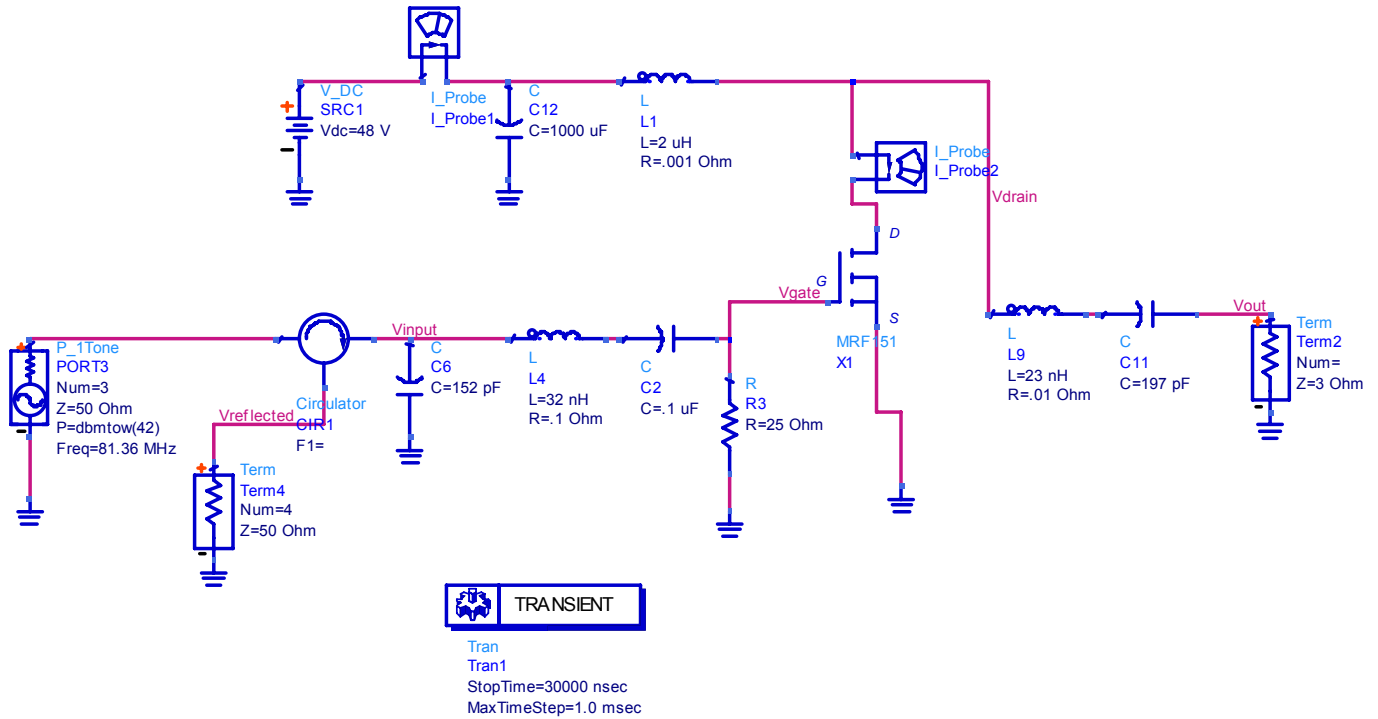 V_DC
SRC1
Vdc=48 V
I_Probe
I_Probe1
C
C12
C=1000 uF
L
L1
L=2 uH
R=.001 Ohm
I_Probe
I_Probe2
Vdrain
D
G
S
Vgate
MRF151
X1
P_1Tone
PORT3
Num=3
Z=50 Ohm
P=dbmtow(42)
Freq=81.36 MHz
Vreflected
Circulator
CIR1
F1=
Term
Term4
Num=4
Z=50 Ohm
Vinput
C
C6
C=152 pF
L
L4
L=32 nH
R=.1 Ohm
C
C2
C=.1 uF
R
R3
R=25 Ohm
L
L9
L=23 nH
R=.01 Ohm
C
C11
C=197 pF
Vout
Term
Term2
Num=
Z=3 Ohm
TRANSIENT
Tran
Tran1
StopTime=30000 nsec
MaxTimeStep=1.0 msec